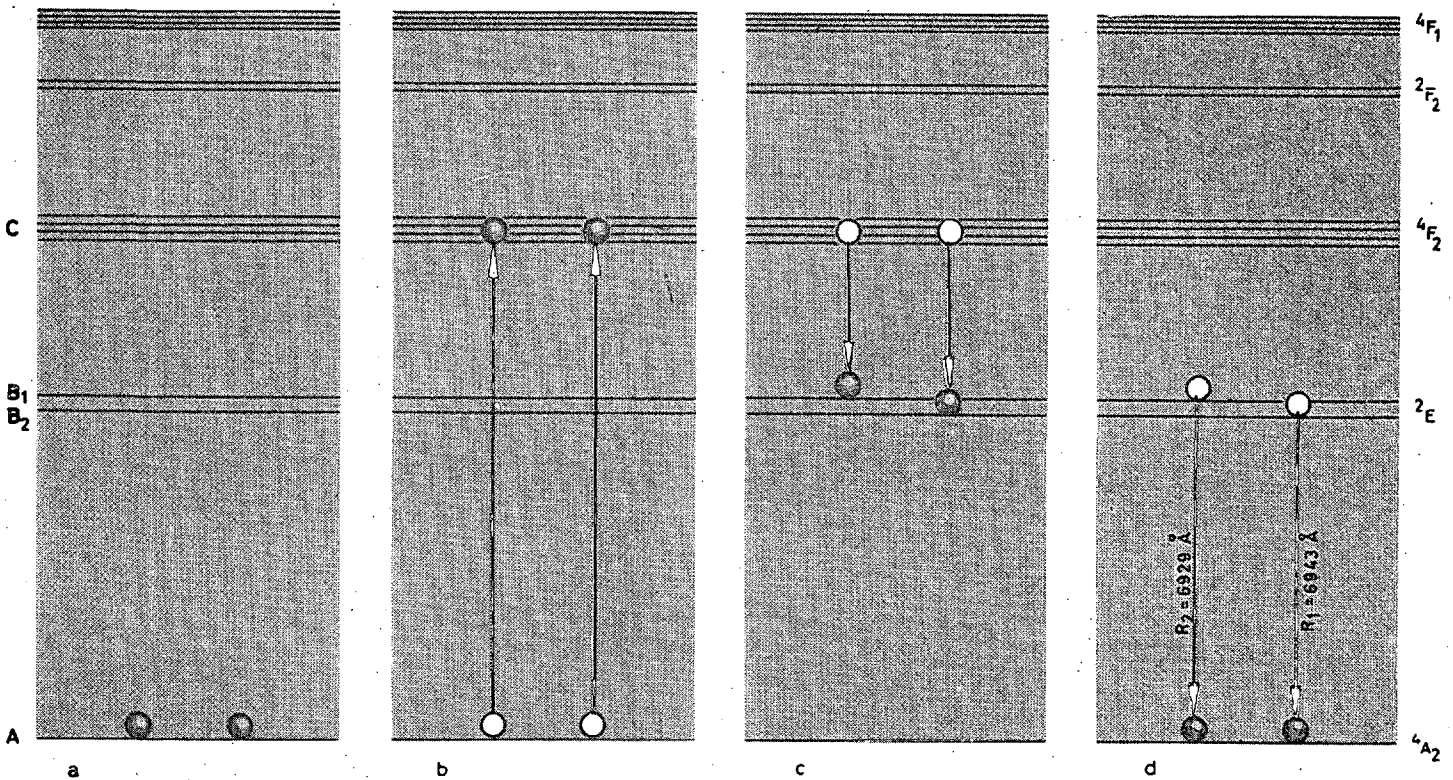 ⁴F₁
²F₂
C
⁴F₂
B₁
B₂
²E
R₂ = 6929 Å
R₁ = 6943 Å
A
⁴A₂
a
b
c
d